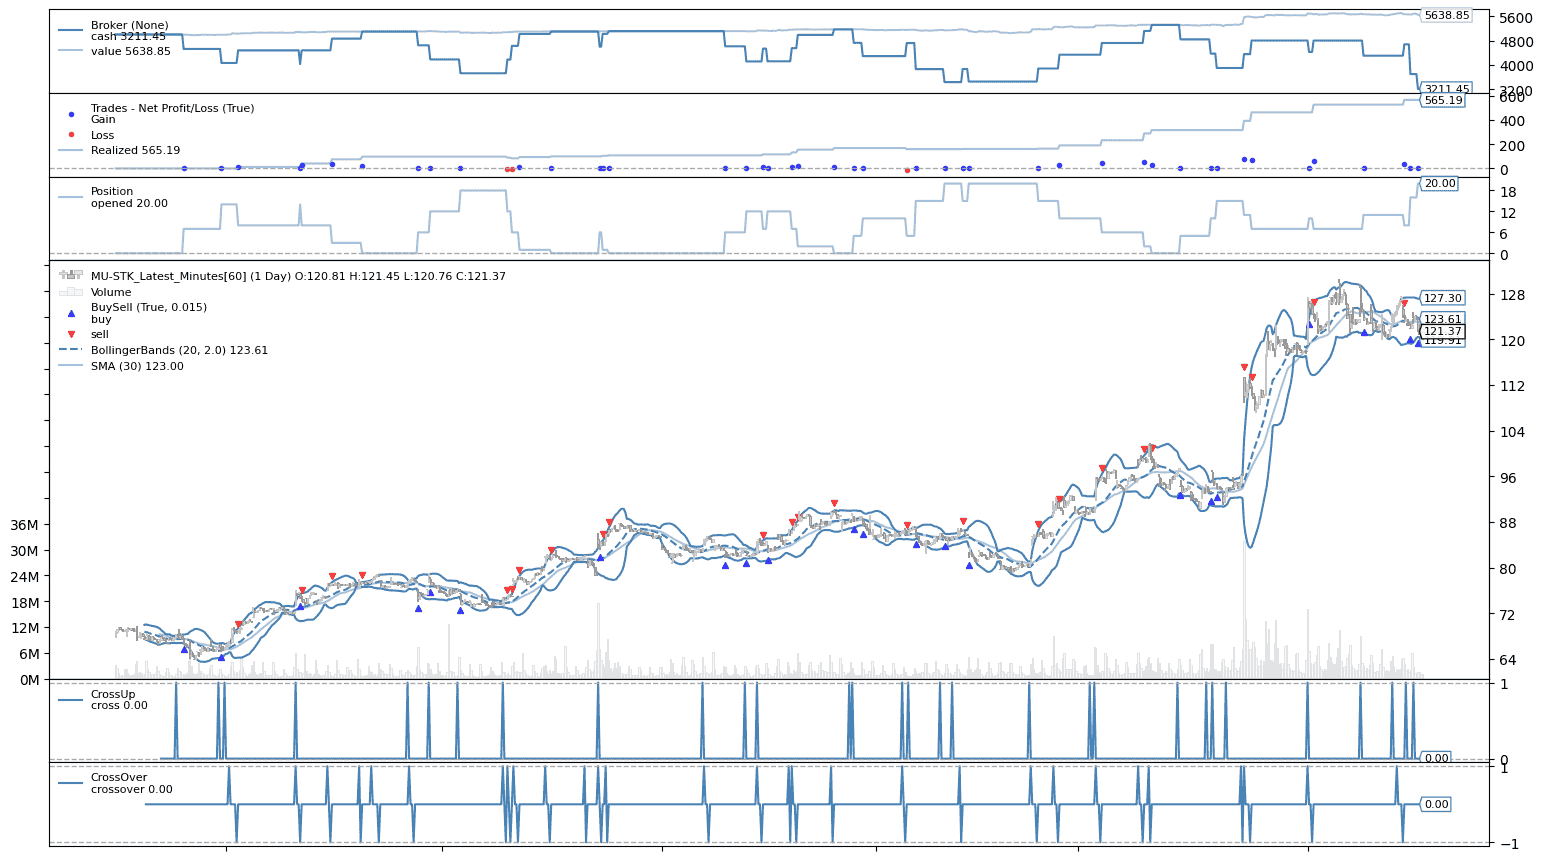 Broker (None)
cash 3211.45
value 5638.85
5638.85
5600
4800
4000
3200
3211.45
Trades - Net Profit/Loss (True)
Gain
Loss
Realized 565.19
600
565.19
400
200
0
Position
opened 20.00
20.00
18
12
6
0
MU-STK_Latest_Minutes[60] (1 Day) O:120.81 H:121.45 L:120.76 C:121.37
Volume
BuySell (True, 0.015)
buy
sell
BollingerBands (20, 2.0) 123.61
SMA (30) 123.00
127.30
123.61
121.37
119.91
128
120
112
104
96
88
80
72
64
36M
30M
24M
18M
12M
6M
0M
CrossUp
cross 0.00
1
0
0.00
CrossOver
crossover 0.00
1
0.00
−1